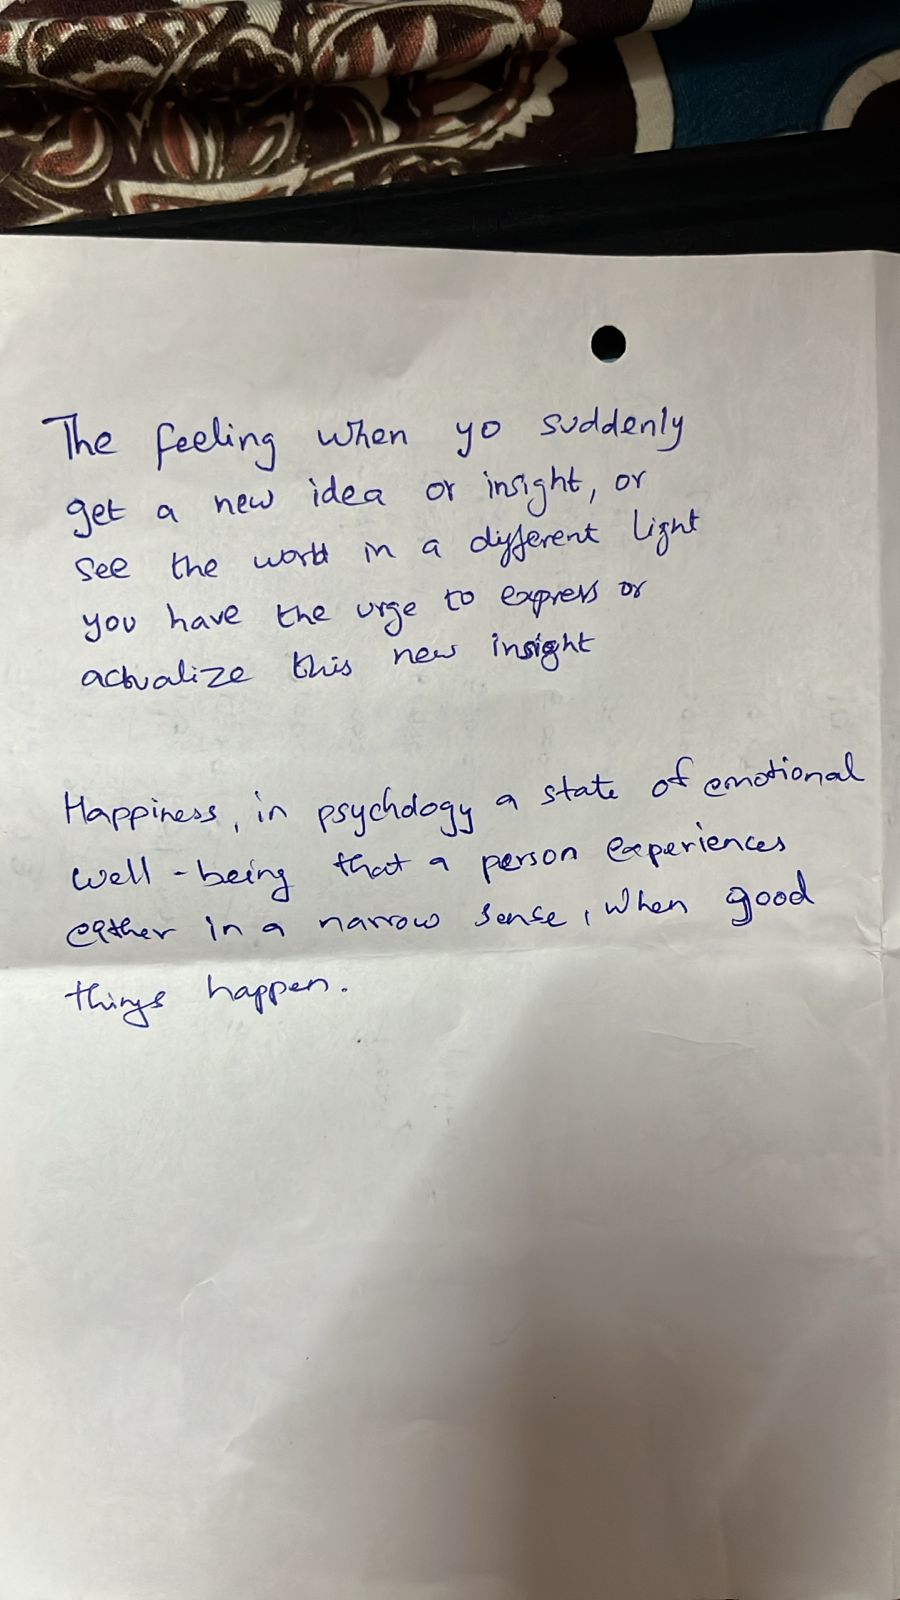 The feeling when yo suddenly
get a new idea or insight, or
see the world in a different light
you have the urge to express or
actualize this new insight
Happiness, in psychology a state of emotional
well-being that a person experiences
either in a narrow sense, when good
things happen.